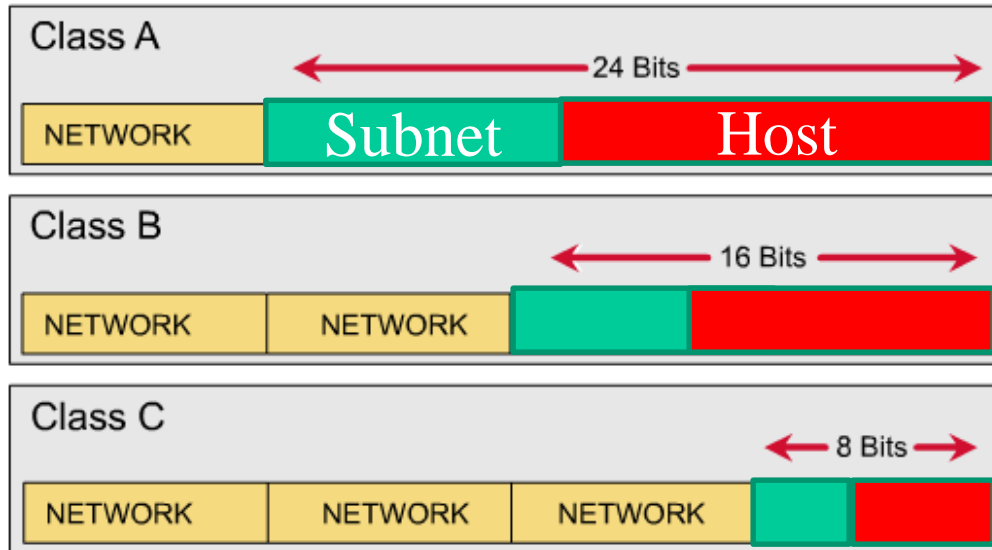 Class A
24 Bits
NETWORK Subnet Host
Class B
16 Bits
NETWORK NETWORK
Class C
8 Bits
NETWORK NETWORK NETWORK